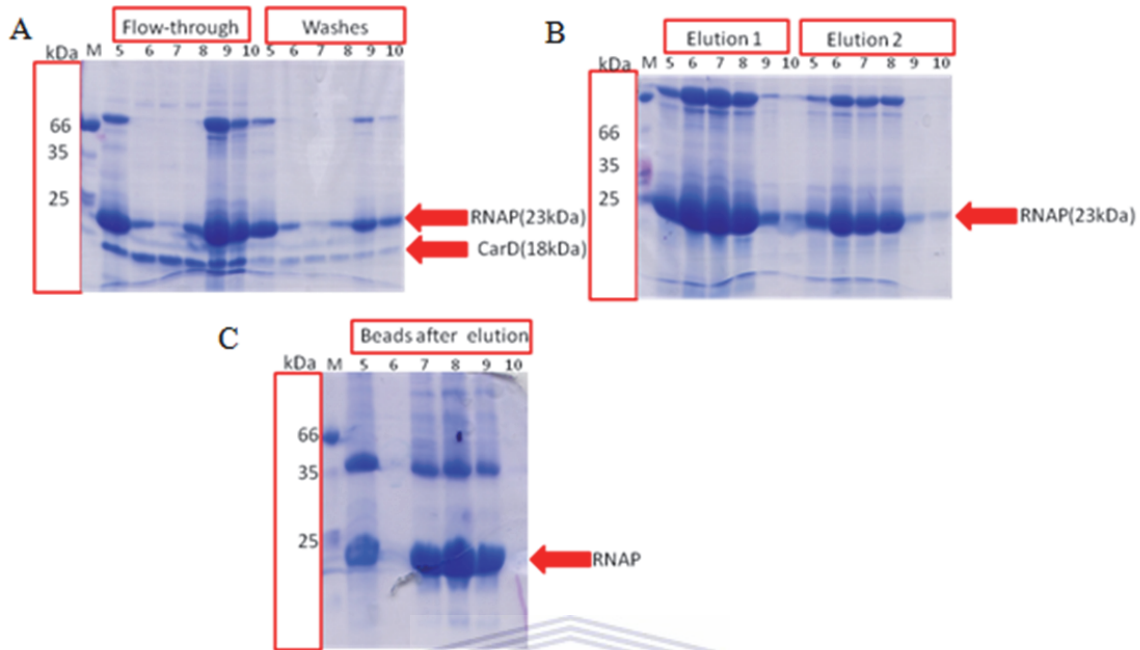 A
Flow-through
Washes
kDa M 5 6 7 8 9 10 5 6 7 8 9 10
66
35
25
RNAP(23kDa)
CarD(18kDa)
B
Elution 1
Elution 2
kDa M 5 6 7 8 9 10 5 6 7 8 9 10
66
35
25
RNAP(23kDa)
C
Beads after elution
kDa M 5 6 7 8 9 10
66
35
25
RNAP